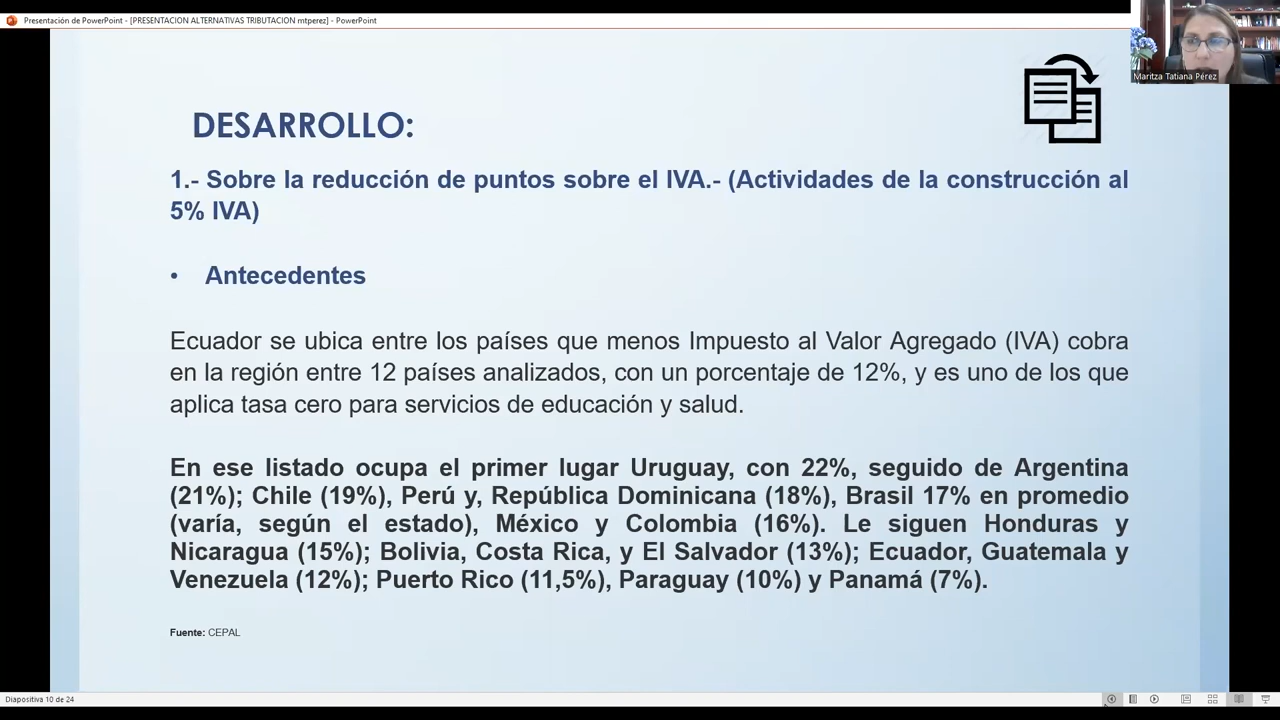 Presentación de PowerPoint - [PRESENTACION ALTERNATIVAS TRIBUTACION mtperez] - PowerPoint
Maritza Tatiana Pérez
DESARROLLO:
1.- Sobre la reducción de puntos sobre el IVA.- (Actividades de la construcción al
5% IVA)
• Antecedentes
Ecuador se ubica entre los países que menos Impuesto al Valor Agregado (IVA) cobra
en la región entre 12 países analizados, con un porcentaje de 12%, y es uno de los que
aplica tasa cero para servicios de educación y salud.
En ese listado ocupa el primer lugar Uruguay, con 22%, seguido de Argentina
(21%); Chile (19%), Perú y, República Dominicana (18%), Brasil 17% en promedio
(varía, según el estado), México y Colombia (16%). Le siguen Honduras y
Nicaragua (15%); Bolivia, Costa Rica, y El Salvador (13%); Ecuador, Guatemala y
Venezuela (12%); Puerto Rico (11,5%), Paraguay (10%) y Panamá (7%).
Fuente: CEPAL
Diapositiva 10 de 24